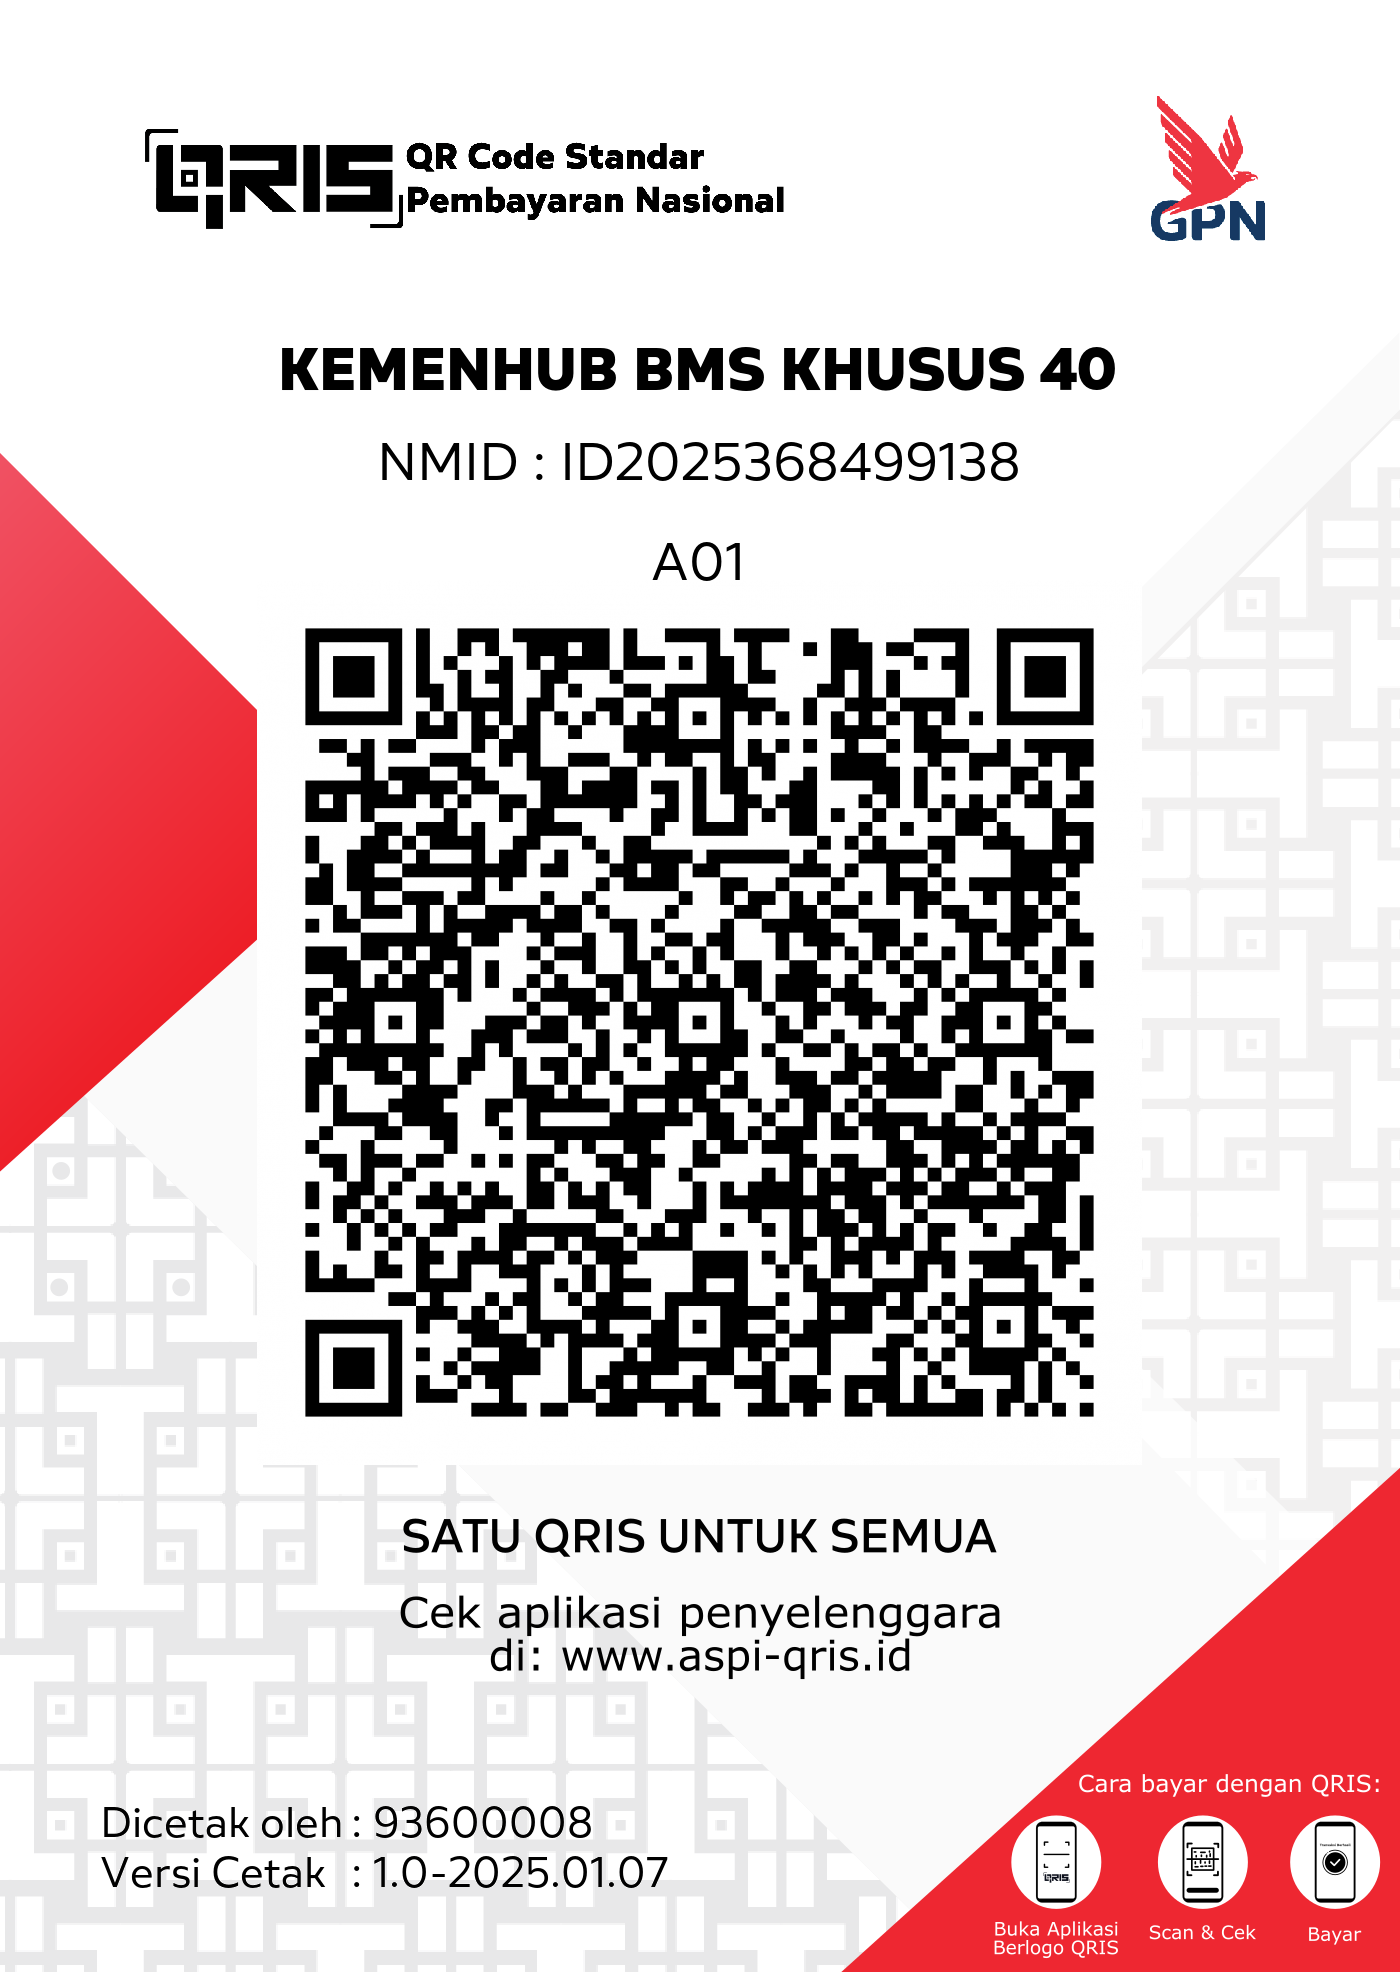 QRIS QR Code Standar
Pembayaran Nasional
GPN
KEMENHUB BMS KHUSUS 40
NMID : ID2025368499138
A01
SATU QRIS UNTUK SEMUA
Cek aplikasi penyelenggara
di: www.aspi-qris.id
Dicetak oleh : 93600008
Versi Cetak : 1.0-2025.01.07
Cara bayar dengan QRIS:
QRIS
Buka Aplikasi
Berlogo QRIS
Scan & Cek
Bayar